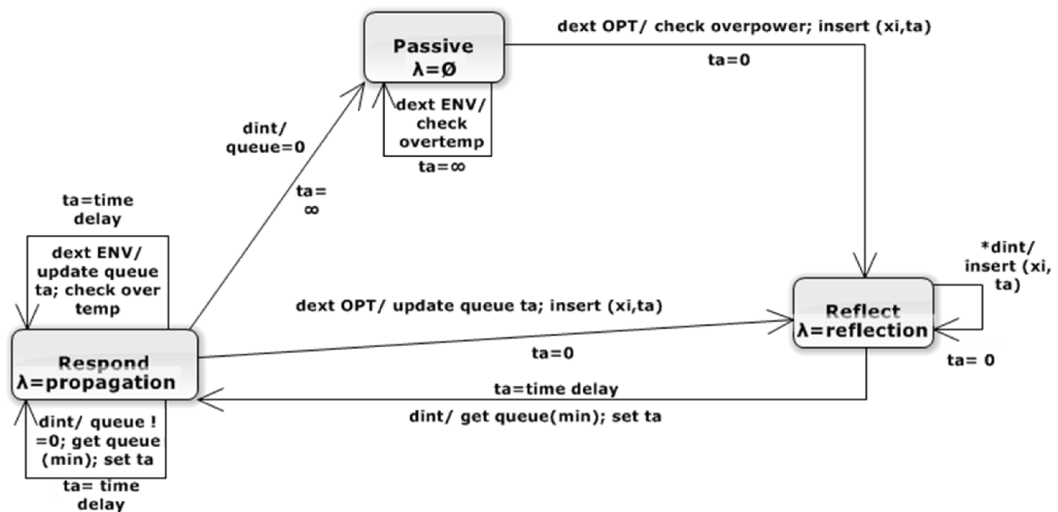 dext OPT/ check overpower; insert (xi,ta)
ta=0
Passive
λ=Ø
dext ENV/
check
overtemp
ta=∞
dint/
queue=0
ta=
∞
ta=time
delay
dext ENV/
update queue
ta; check over
temp
*dint/
insert (xi,
ta)
ta= 0
Reflect
λ=reflection
dext OPT/ update queue ta; insert (xi,ta)
ta=0
Respond
λ=propagation
ta=time delay
dint/ get queue(min); set ta
dint/ queue !
=0; get queue
(min); set ta
ta= time
delay